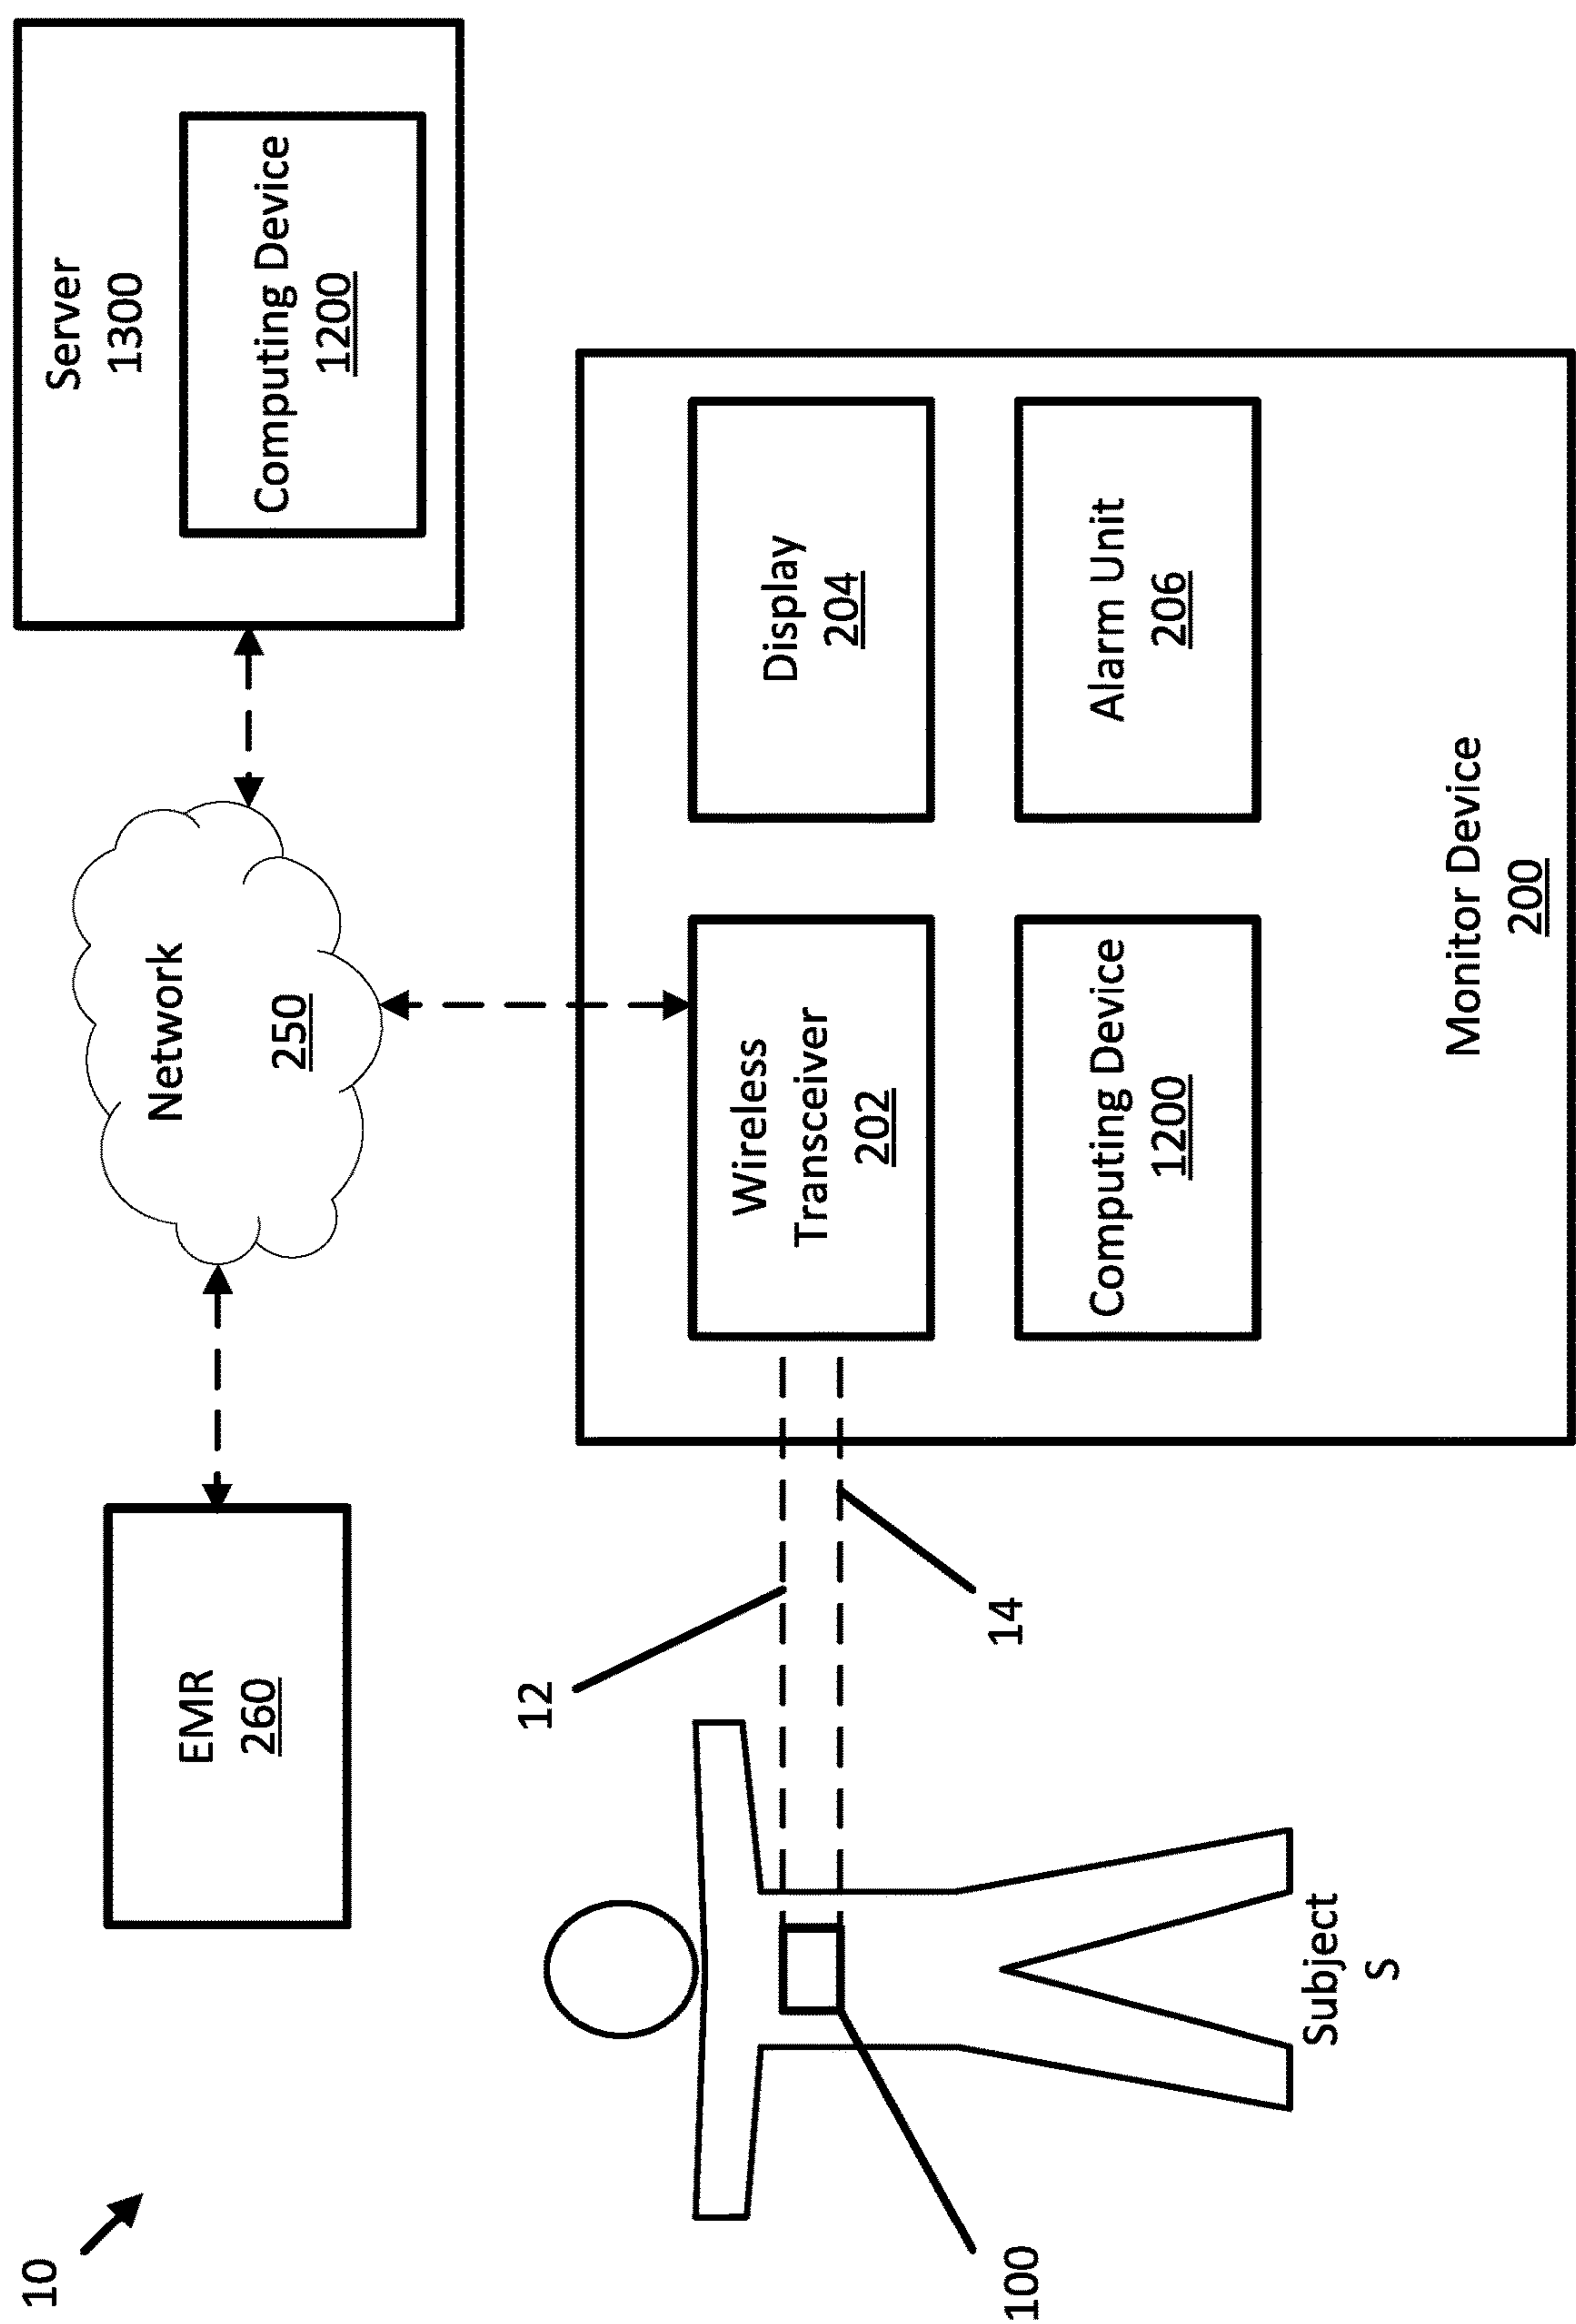 10
EMR
260
Network
250
Server
1300
Computing Device
1200
12
14
100
Subject
S
Wireless
Transceiver
202
Display
204
Computing Device
1200
Alarm Unit
206
Monitor Device
200